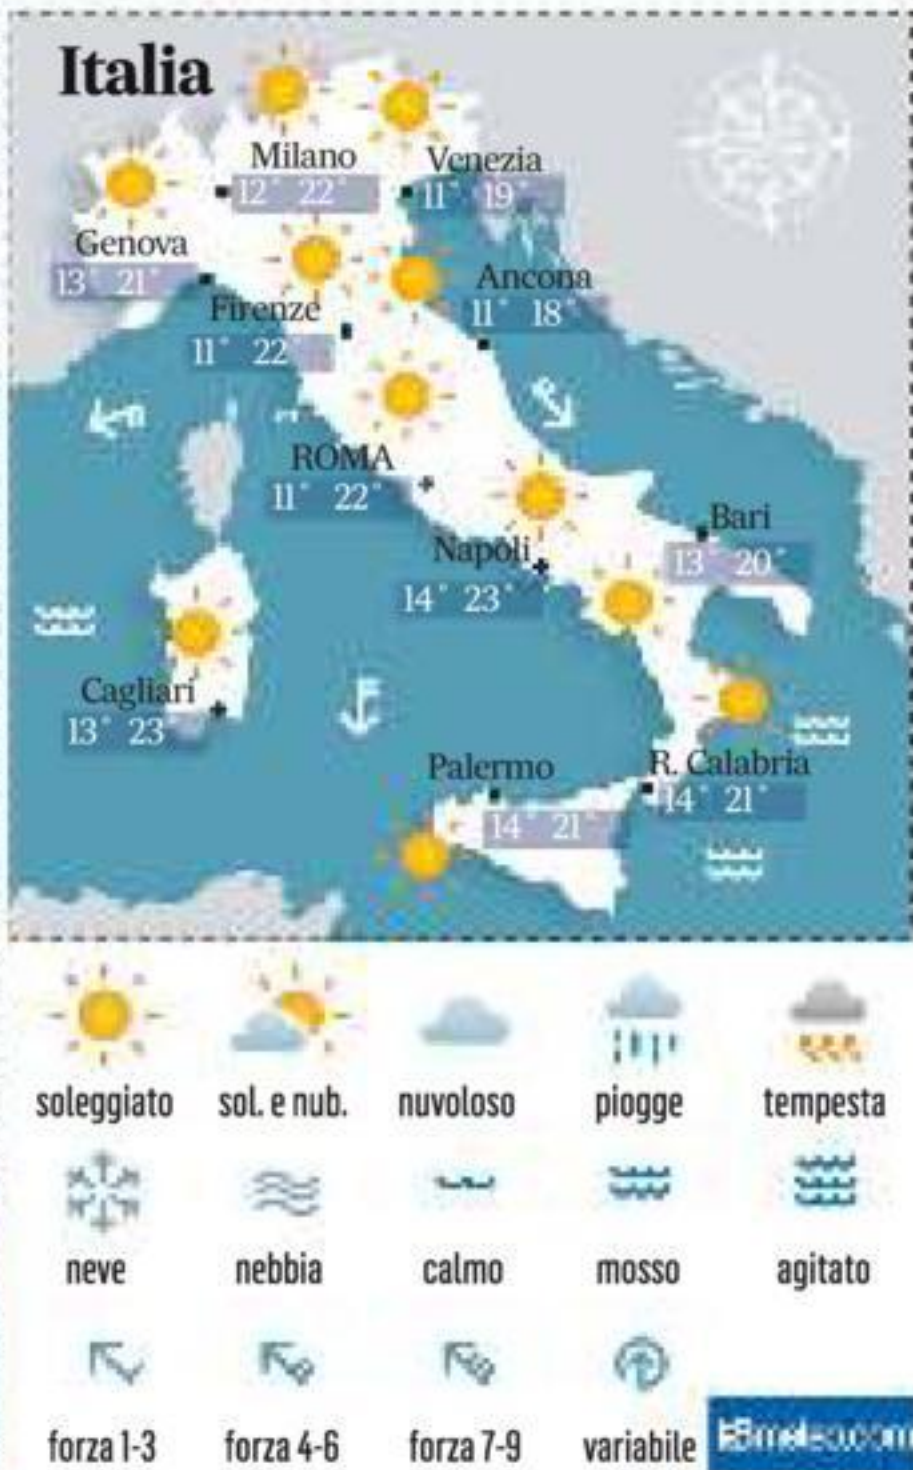 Italia
Milano
12° 22°
Venezia
11° 19°
Genova
13° 21°
Ancona
11° 18°
Firenze
11° 22°
ROMA
11° 22°
Bari
13° 20°
Napoli
14° 23°
Cagliari
13° 23°
Palermo
14° 21°
R. Calabria
14° 21°
soleggiato sol. e nub. nuvoloso piogge tempesta
neve nebbia calmo mosso agitato
forza 1-3 forza 4-6 forza 7-9 variabile